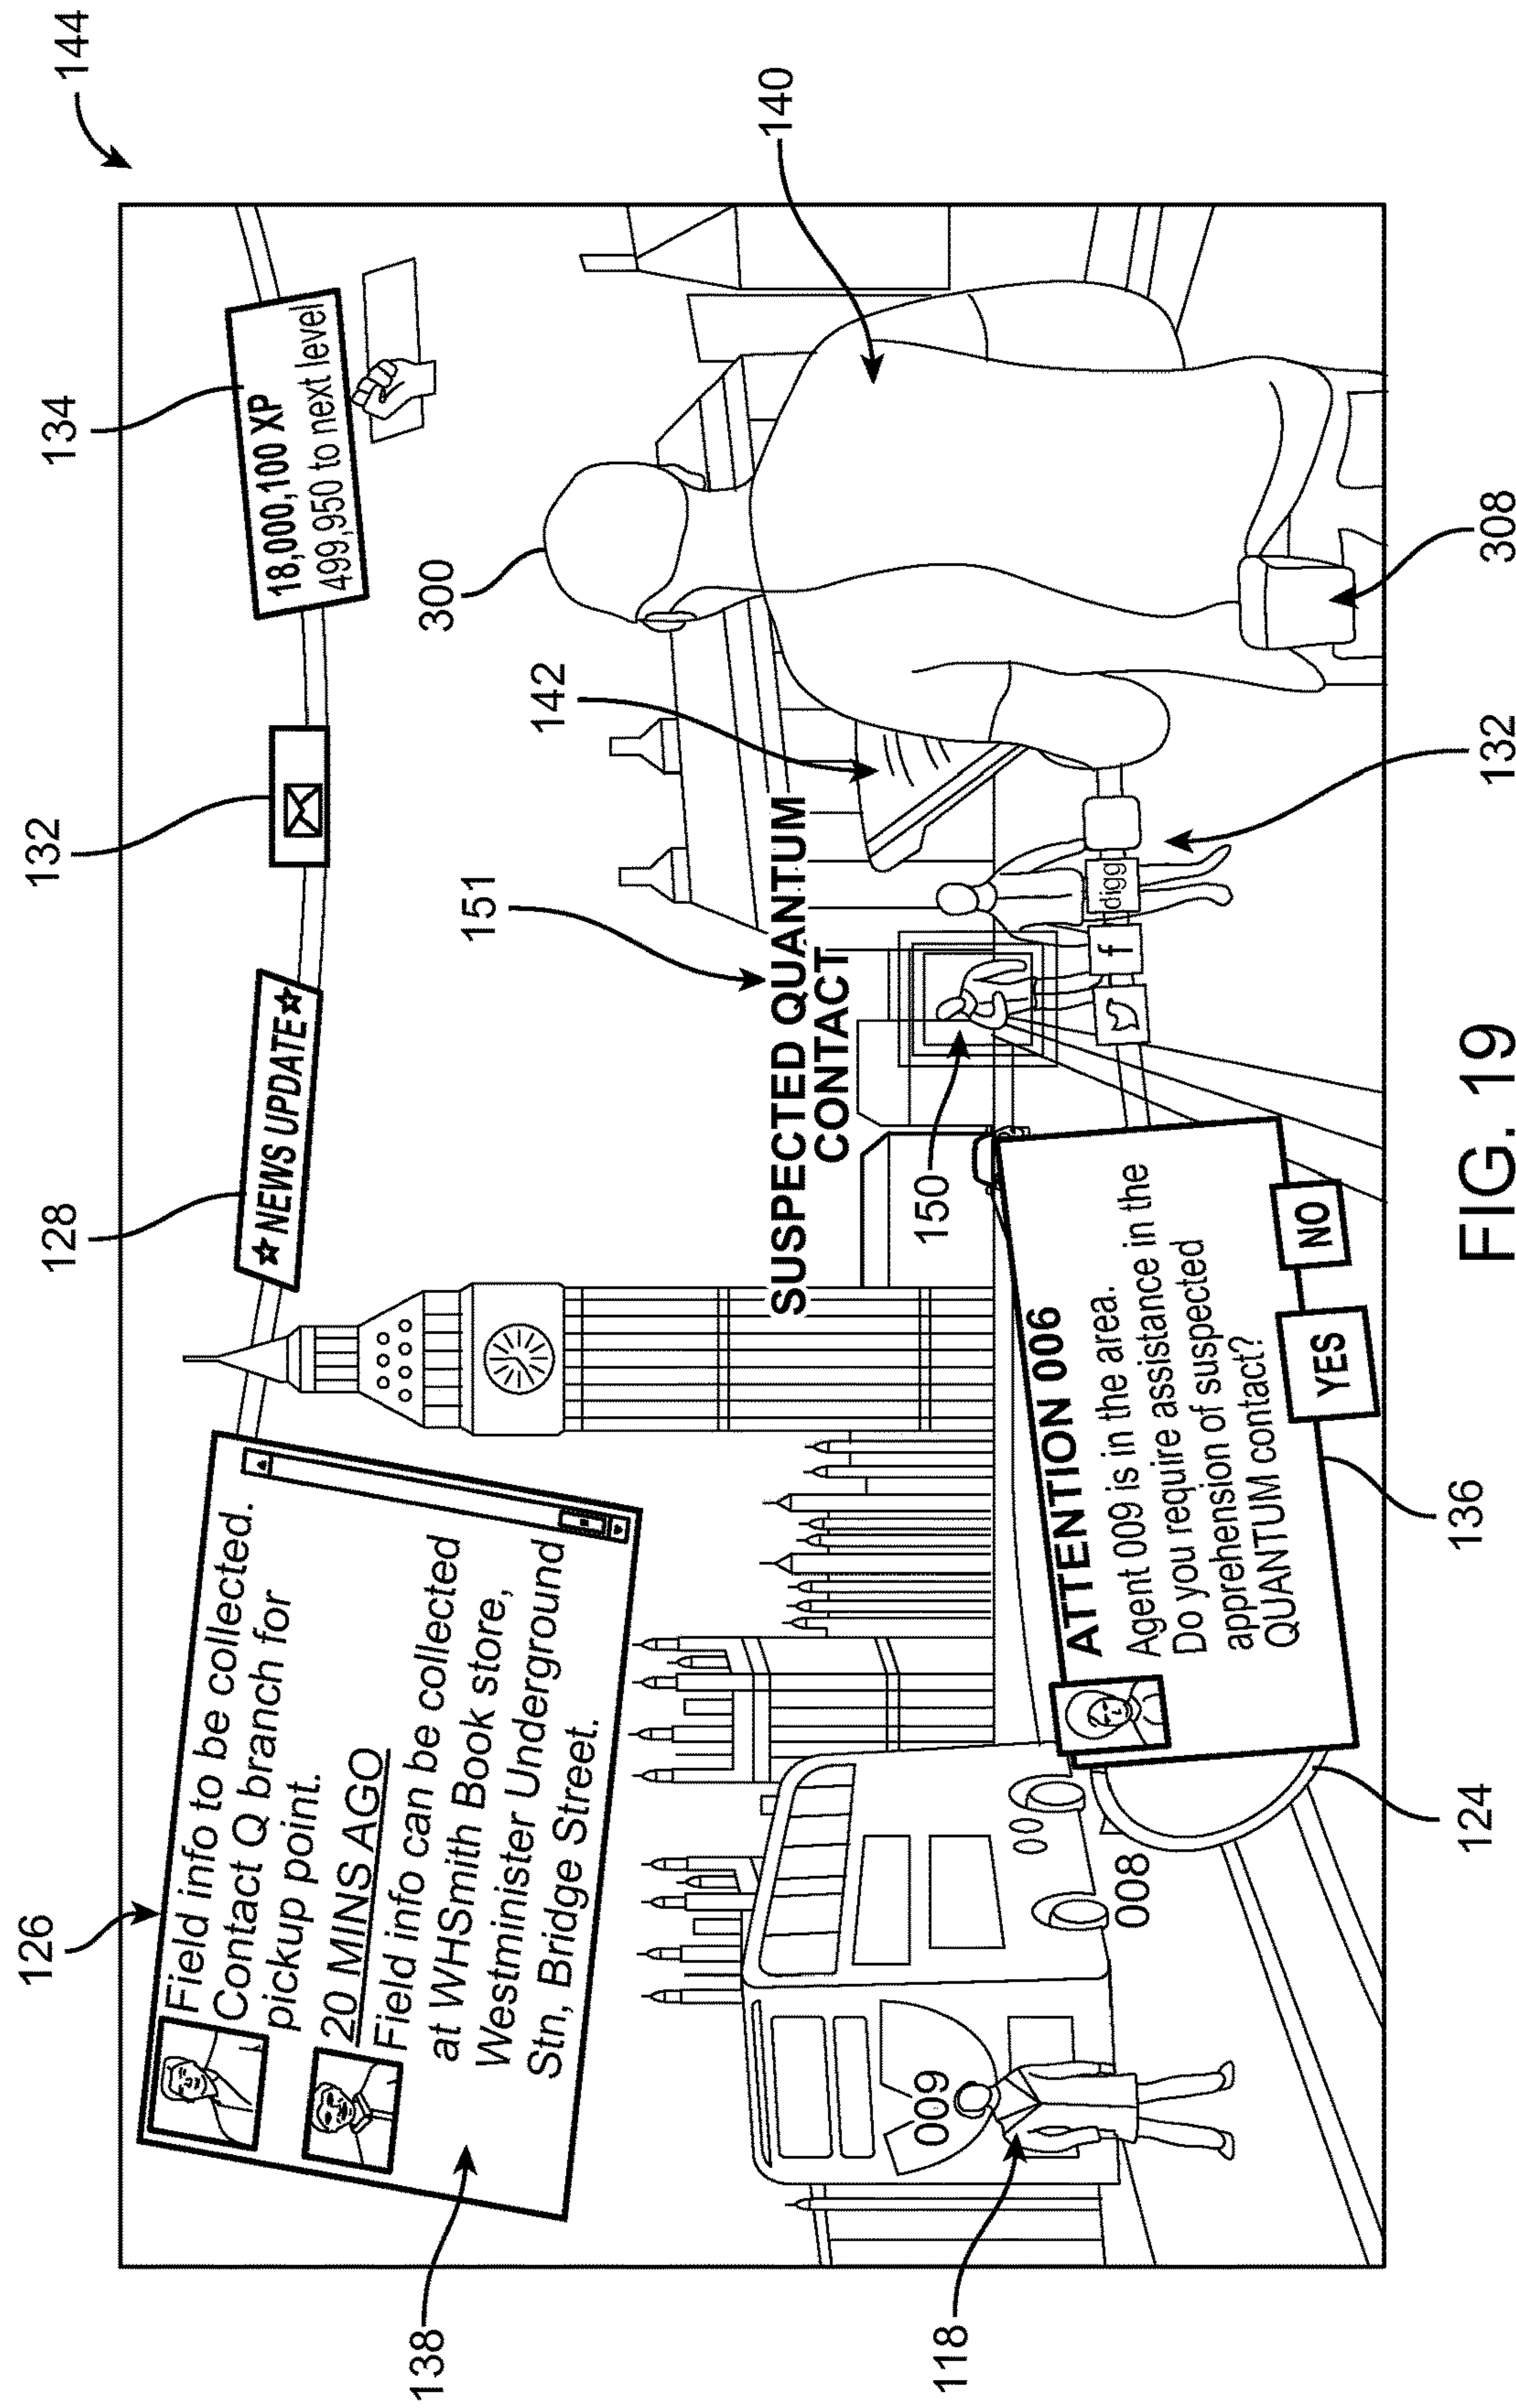 144
126
128
132
134
Field info to be collected.
Contact Q branch for
pickup point.
20 MINS AGO
Field info can be collected
at WHSmith Book store,
Westminister Underground
Stn, Bridge Street.
138
☆ NEWS UPDATE ☆
18,000,100 XP
499,950 to next level
300
151
142
140
SUSPECTED QUANTUM
CONTACT
009
118
008
150
f
digg
ATTENTION 006
Agent 009 is in the area.
Do you require assistance in the
apprehension of suspected
QUANTUM contact?
YES
NO
124
136
132
308
FIG. 19